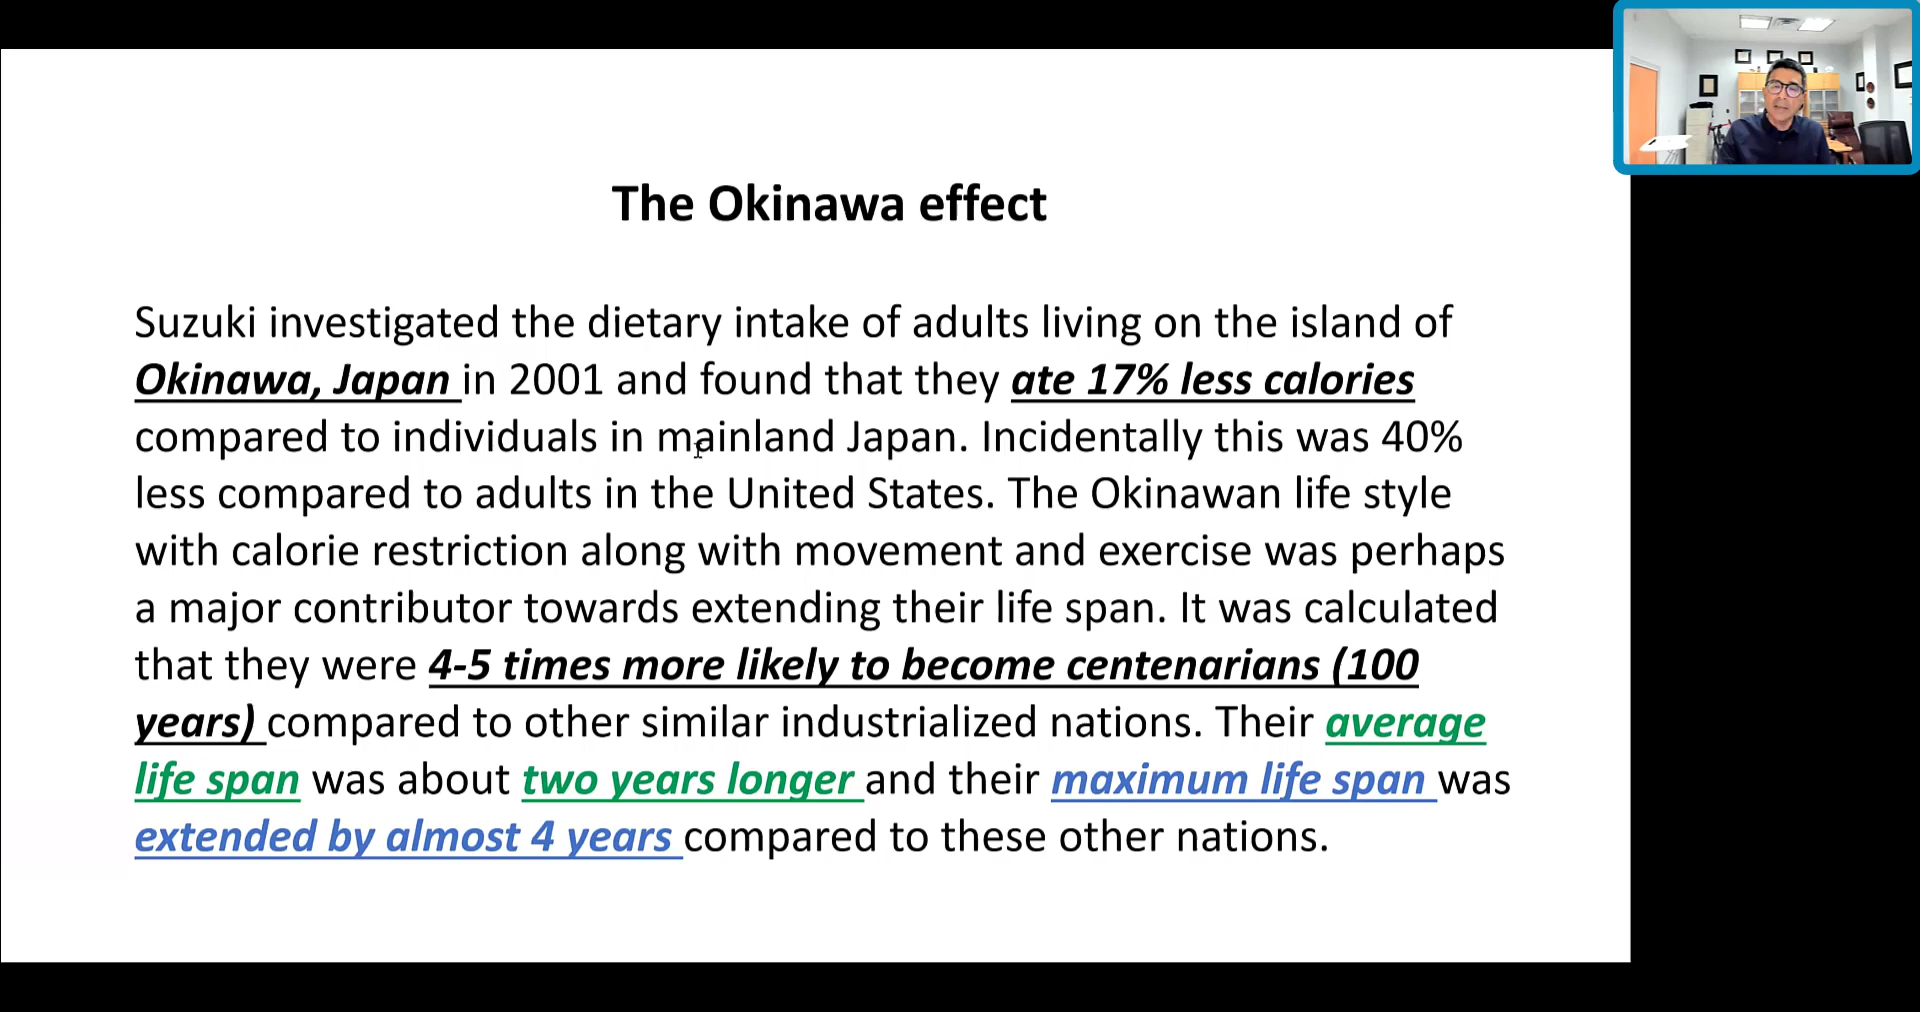 The Okinawa effect
Suzuki investigated the dietary intake of adults living on the island of
Okinawa, Japan in 2001 and found that they ate 17% less calories
compared to individuals in mainland Japan. Incidentally this was 40%
less compared to adults in the United States. The Okinawan life style
with calorie restriction along with movement and exercise was perhaps
a major contributor towards extending their life span. It was calculated
that they were 4-5 times more likely to become centenarians (100
years) compared to other similar industrialized nations. Their average
life span was about two years longer and their maximum life span was
extended by almost 4 years compared to these other nations.